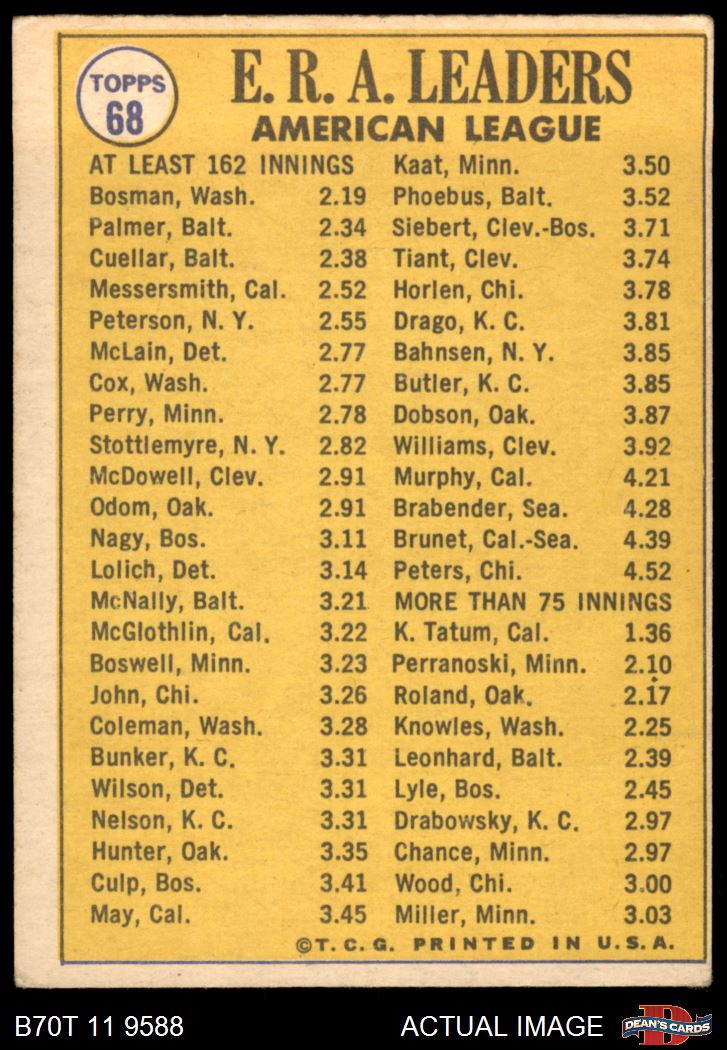 TOPPS
68
E. R. A. LEADERS
AMERICAN LEAGUE
AT LEAST 162 INNINGS
Bosman, Wash. 2.19
Palmer, Balt. 2.34
Cuellar, Balt. 2.38
Messersmith, Cal. 2.52
Peterson, N. Y. 2.55
McLain, Det. 2.77
Cox, Wash. 2.77
Perry, Minn. 2.78
Stottlemyre, N. Y. 2.82
McDowell, Clev. 2.91
Odom, Oak. 2.91
Nagy, Bos. 3.11
Lolich, Det. 3.14
McNally, Balt. 3.21
McGlothlin, Cal. 3.22
Boswell, Minn. 3.23
John, Chi. 3.26
Coleman, Wash. 3.28
Bunker, K. C. 3.31
Wilson, Det. 3.31
Nelson, K. C. 3.31
Hunter, Oak. 3.35
Culp, Bos. 3.41
May, Cal. 3.45
Kaat, Minn. 3.50
Phoebus, Balt. 3.52
Siebert, Clev.-Bos. 3.71
Tiant, Clev. 3.74
Horlen, Chi. 3.78
Drago, K. C. 3.81
Bahnsen, N. Y. 3.85
Butler, K. C. 3.85
Dobson, Oak. 3.87
Williams, Clev. 3.92
Murphy, Cal. 4.21
Brabender, Sea. 4.28
Brunet, Cal.-Sea. 4.39
Peters, Chi. 4.52
MORE THAN 75 INNINGS
K. Tatum, Cal. 1.36
Perranoski, Minn. 2.10
Roland, Oak. 2.17
Knowles, Wash. 2.25
Leonhard, Balt. 2.39
Lyle, Bos. 2.45
Drabowsky, K. C. 2.97
Chance, Minn. 2.97
Wood, Chi. 3.00
Miller, Minn. 3.03
©T. C. G. PRINTED IN U.S.A.
B70T 11 9588
ACTUAL IMAGE
D
DEAN'S CARDS